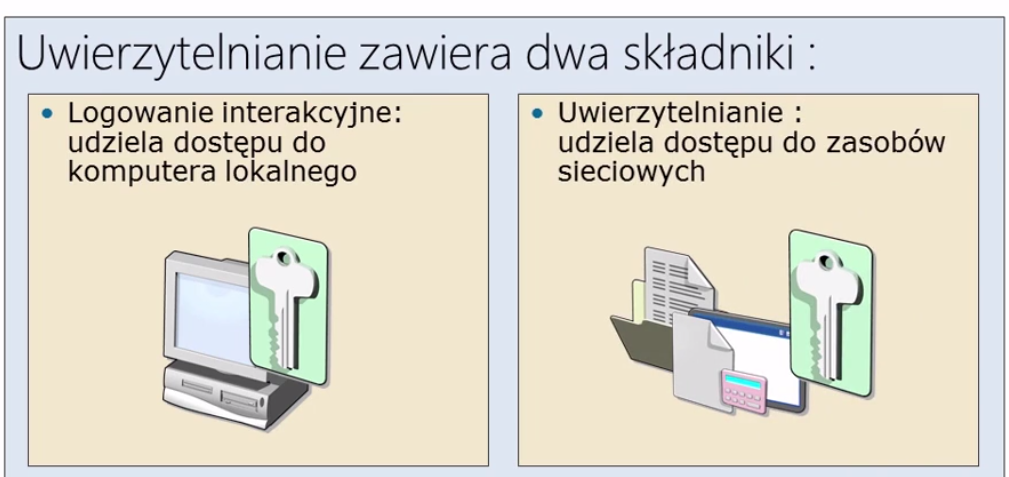 Uwierzytelnianie zawiera dwa składniki :
• Logowanie interakcyjne:
udziela dostępu do
komputera lokalnego
• Uwierzytelnianie :
udziela dostępu do zasobów
sieciowych